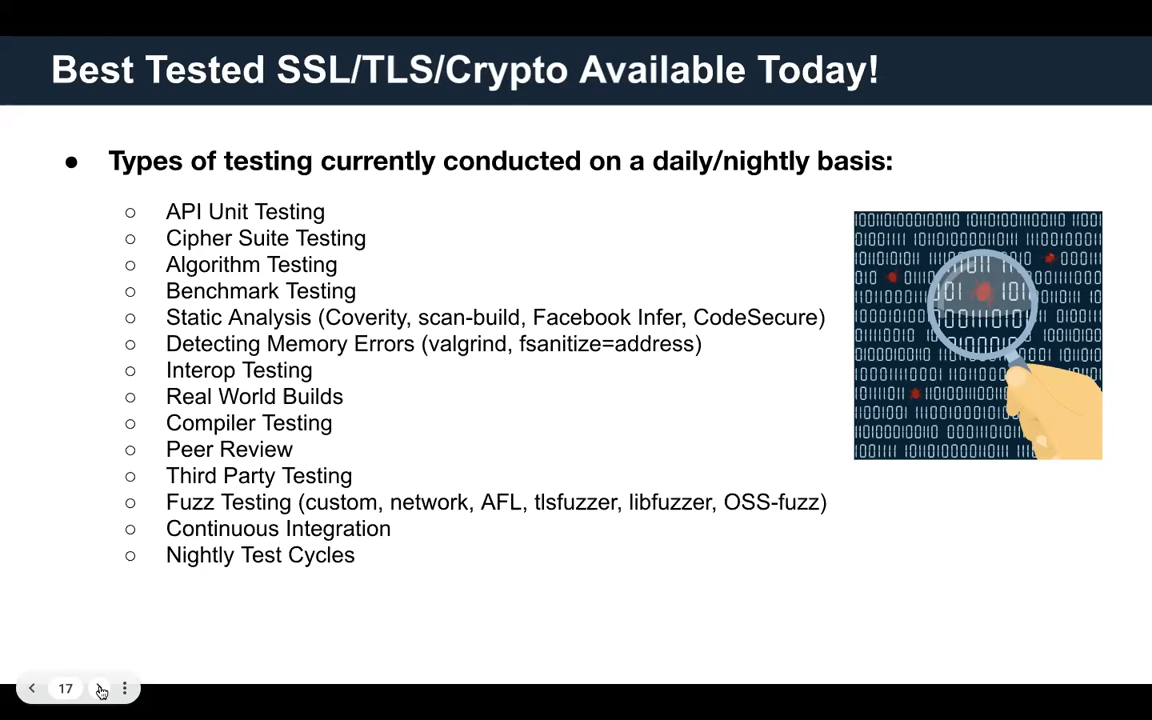 Best Tested SSL/TLS/Crypto Available Today!
● Types of testing currently conducted on a daily/nightly basis:
○ API Unit Testing
○ Cipher Suite Testing
○ Algorithm Testing
○ Benchmark Testing
○ Static Analysis (Coverity, scan-build, Facebook Infer, CodeSecure)
○ Detecting Memory Errors (valgrind, fsanitize=address)
○ Interop Testing
○ Real World Builds
○ Compiler Testing
○ Peer Review
○ Third Party Testing
○ Fuzz Testing (custom, network, AFL, tlsfuzzer, libfuzzer, OSS-fuzz)
○ Continuous Integration
○ Nightly Test Cycles
17